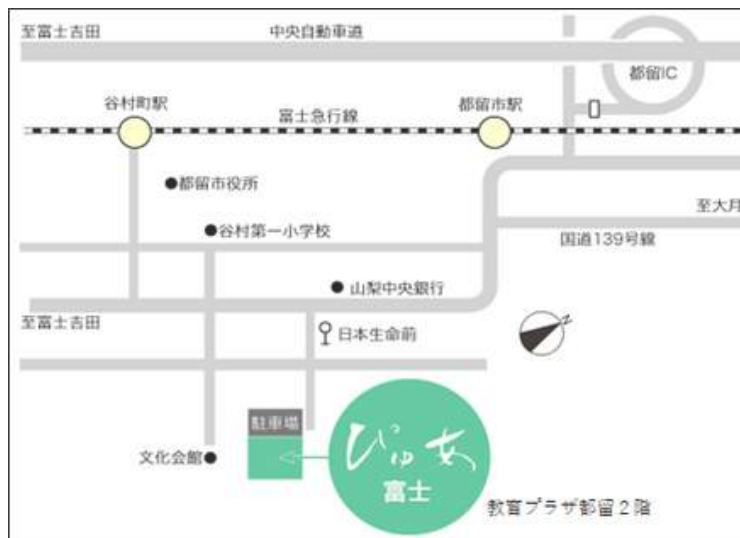 至富士吉田
中央自動車道
都留IC
谷村町駅
富士急行線
都留市駅
●都留市役所
至大月
●谷村第一小学校
国道139号線
●山梨中央銀行
至富士吉田
日本生命前
N
駐車場
ぴゅあ
富士
文化会館●
教育プラザ都留2階